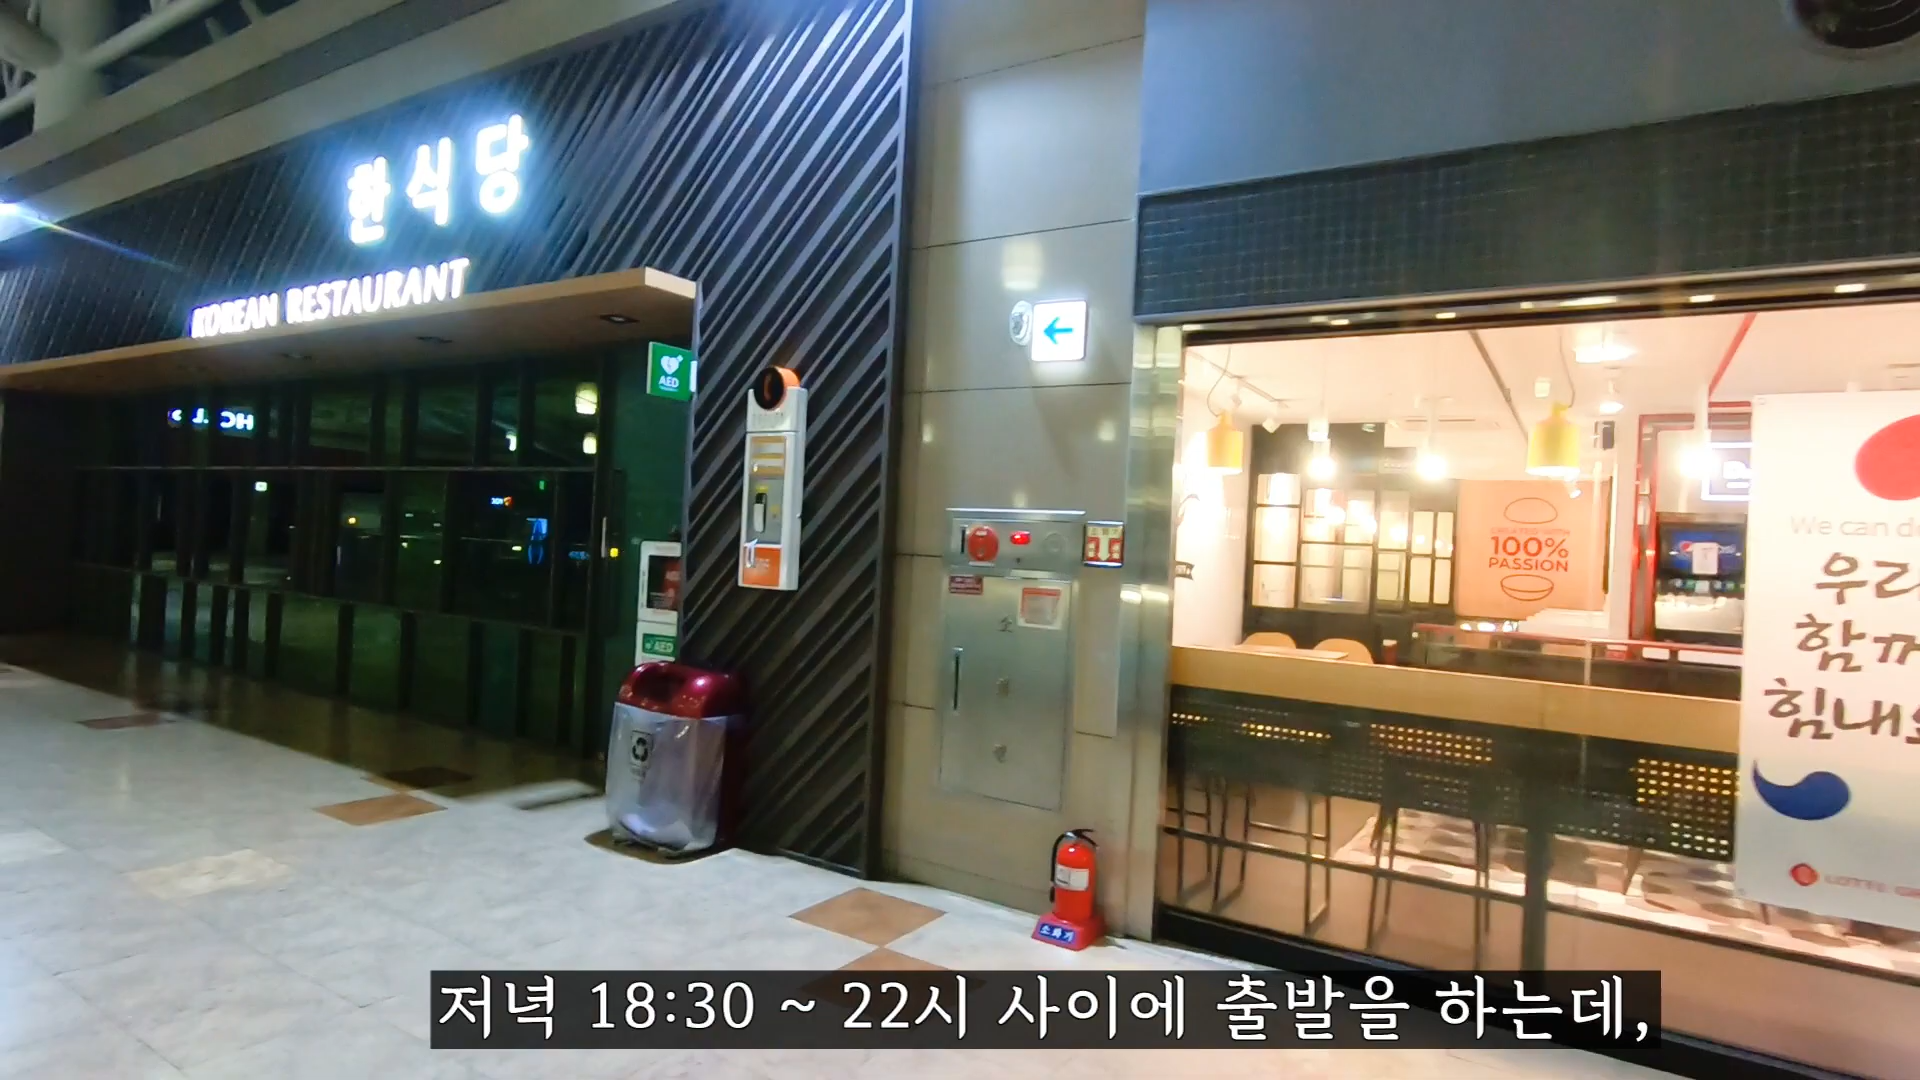 한식당
KOREAN RESTAURANT
AED
AED
100%
PASSION
We can d
우리
함께
힘내
LOTTE
소화기
저녁 18:30 ~ 22시 사이에 출발을 하는데,